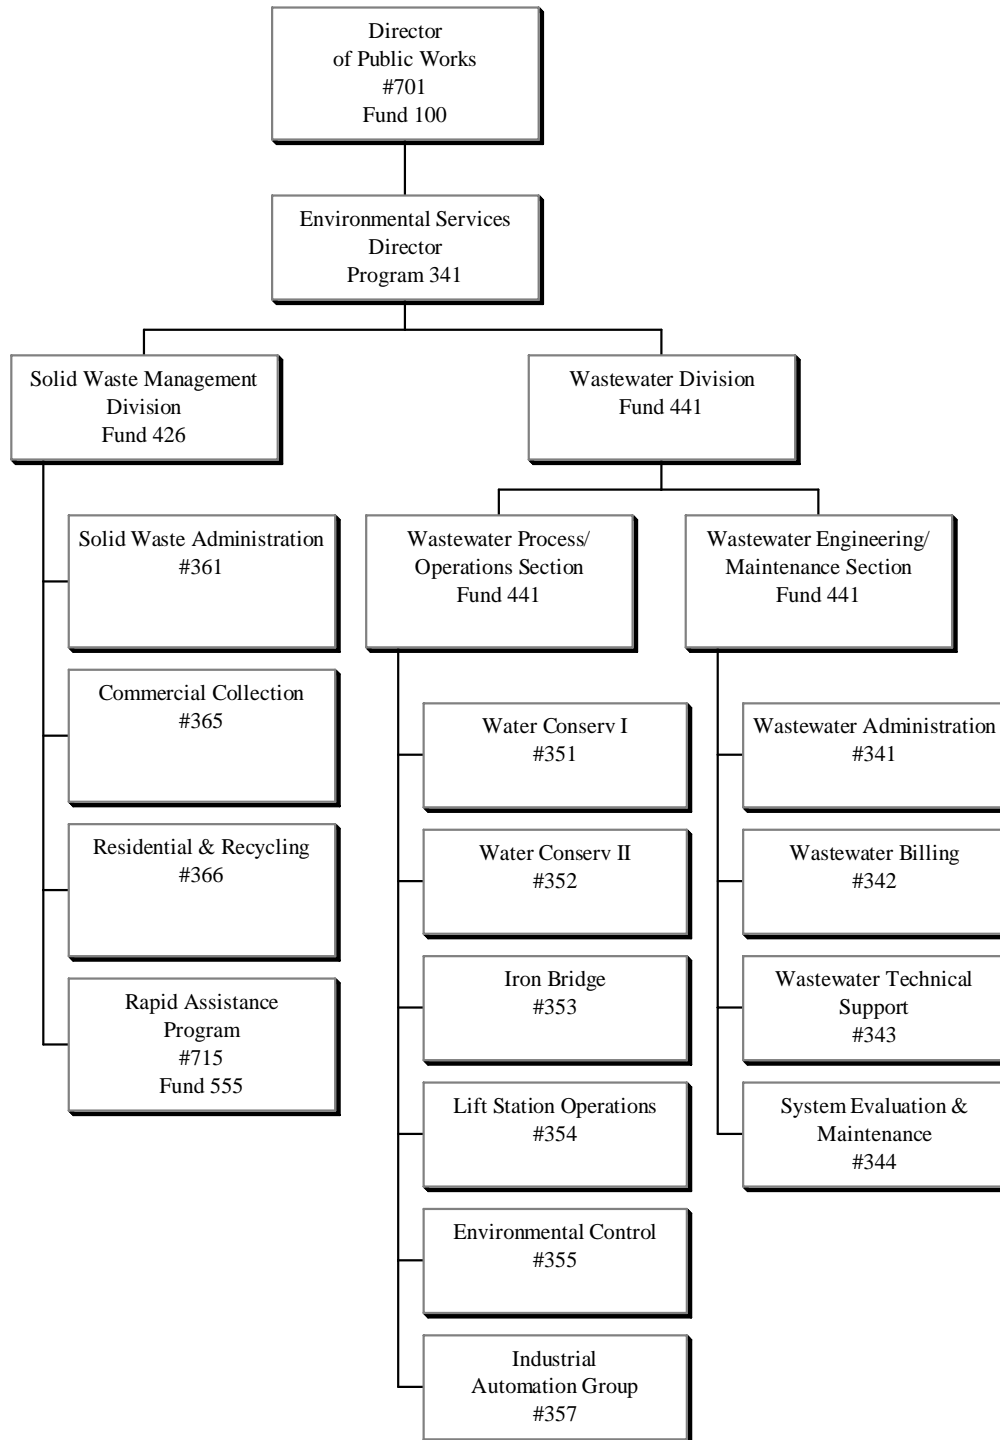 Director
of Public Works
#701
Fund 100
Environmental Services
Director
Program 341
Solid Waste Management
Division
Fund 426
Wastewater Division
Fund 441
Solid Waste Administration
#361
Commercial Collection
#365
Residential & Recycling
#366
Rapid Assistance
Program
#715
Fund 555
Wastewater Process/
Operations Section
Fund 441
Water Conserv I
#351
Water Conserv II
#352
Iron Bridge
#353
Lift Station Operations
#354
Environmental Control
#355
Industrial
Automation Group
#357
Wastewater Engineering/
Maintenance Section
Fund 441
Wastewater Administration
#341
Wastewater Billing
#342
Wastewater Technical
Support
#343
System Evaluation &
Maintenance
#344